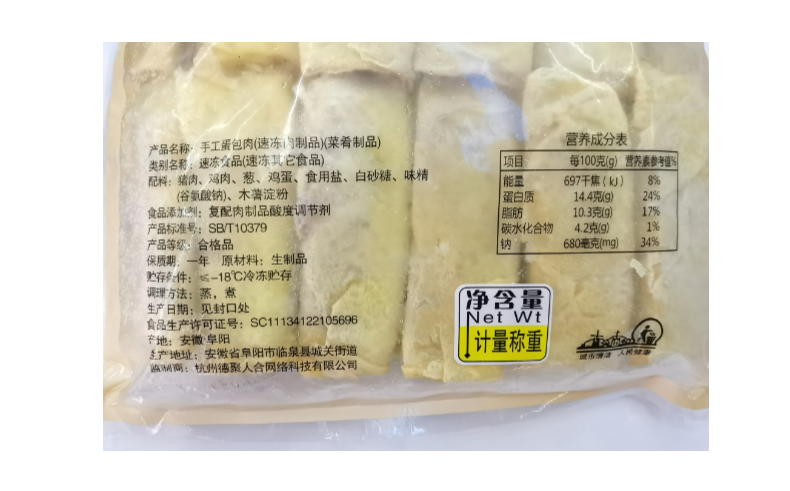 产品名称：手工蛋包肉(速冻肉制品)(菜肴制品)
类别名称：速冻食品(速冻其它食品)
配料：猪肉、鸡肉、葱、鸡蛋、食用盐、白砂糖、味精
(谷氨酸钠)、木薯淀粉
食品添加剂：复配肉制品酸度调节剂
产品标准号：SB/T10379
产品等级：合格品
保质期：一年 原材料：生制品
贮存条件：≤-18℃冷冻贮存
调理方法：蒸，煮
生产日期：见封口处
食品生产许可证号：SC11134122105696
产地：安徽 阜阳
生产地址：安徽省阜阳市临泉县城关街道
监制商：杭州德聚人合网络科技有限公司
营养成分表
项目 每100克(g) 营养素参考值%
能量 697千焦(kJ) 8%
蛋白质 14.4克(g) 24%
脂肪 10.3克(g) 17%
碳水化合物 4.2克(g) 1%
钠 680毫克(mg) 34%
净含量
Net Wt
计量称重
城市清洁 人民健康